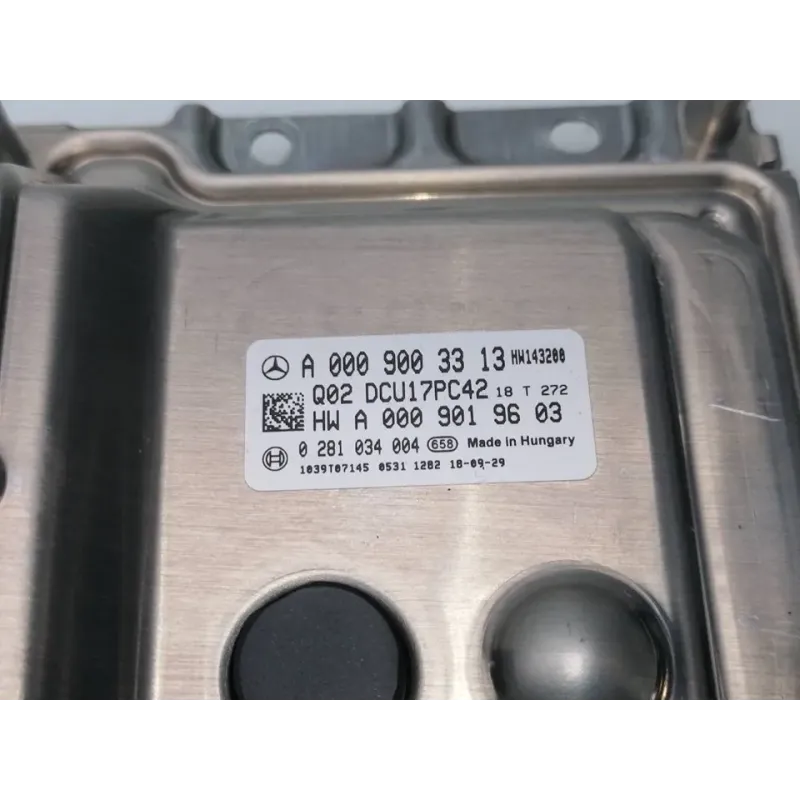 A 000 900 33 13 HW143200
Q02 DCU17PC42 18 T 272
HW A 000 901 96 03
0 281 034 004 658 Made in Hungary
1039T07145 0531 1202 18-09-29